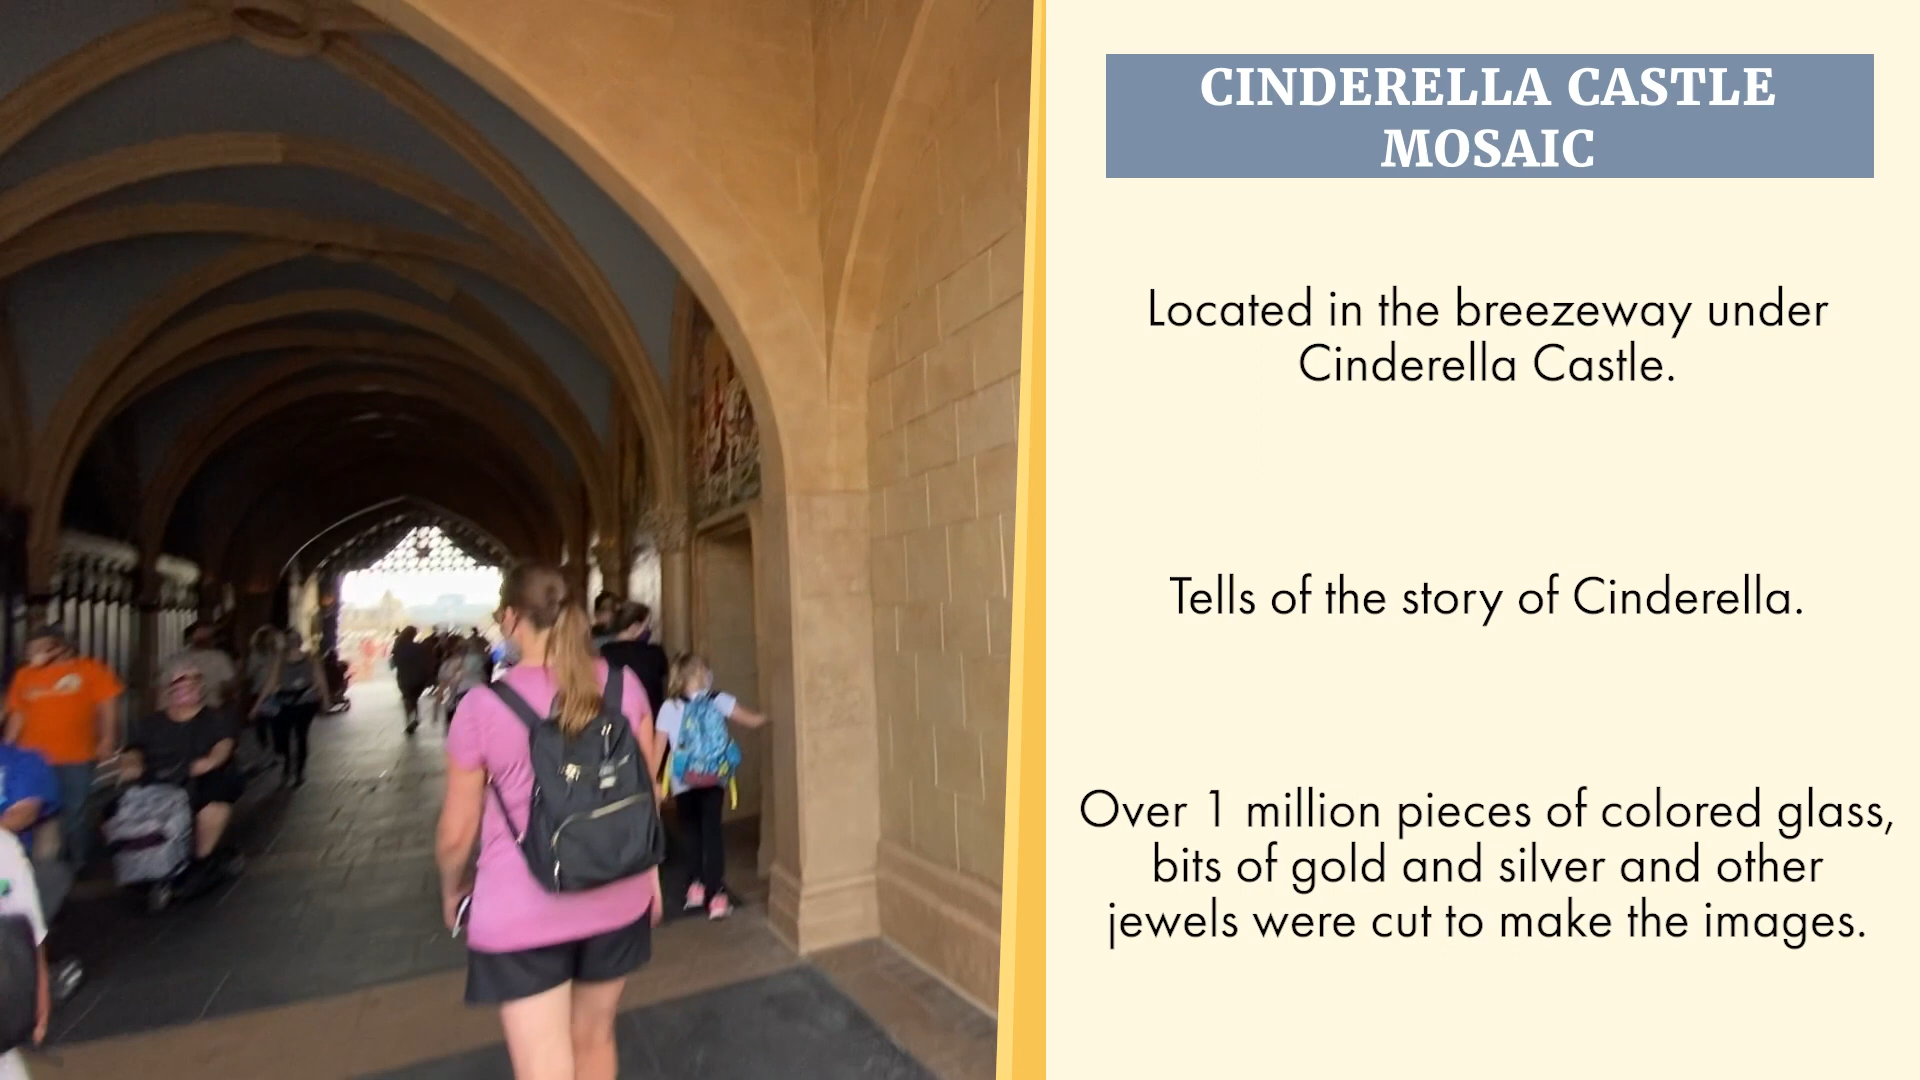 CINDERELLA CASTLE
MOSAIC
Located in the breezeway under
Cinderella Castle.
Tells of the story of Cinderella.
Over 1 million pieces of colored glass,
bits of gold and silver and other
jewels were cut to make the images.